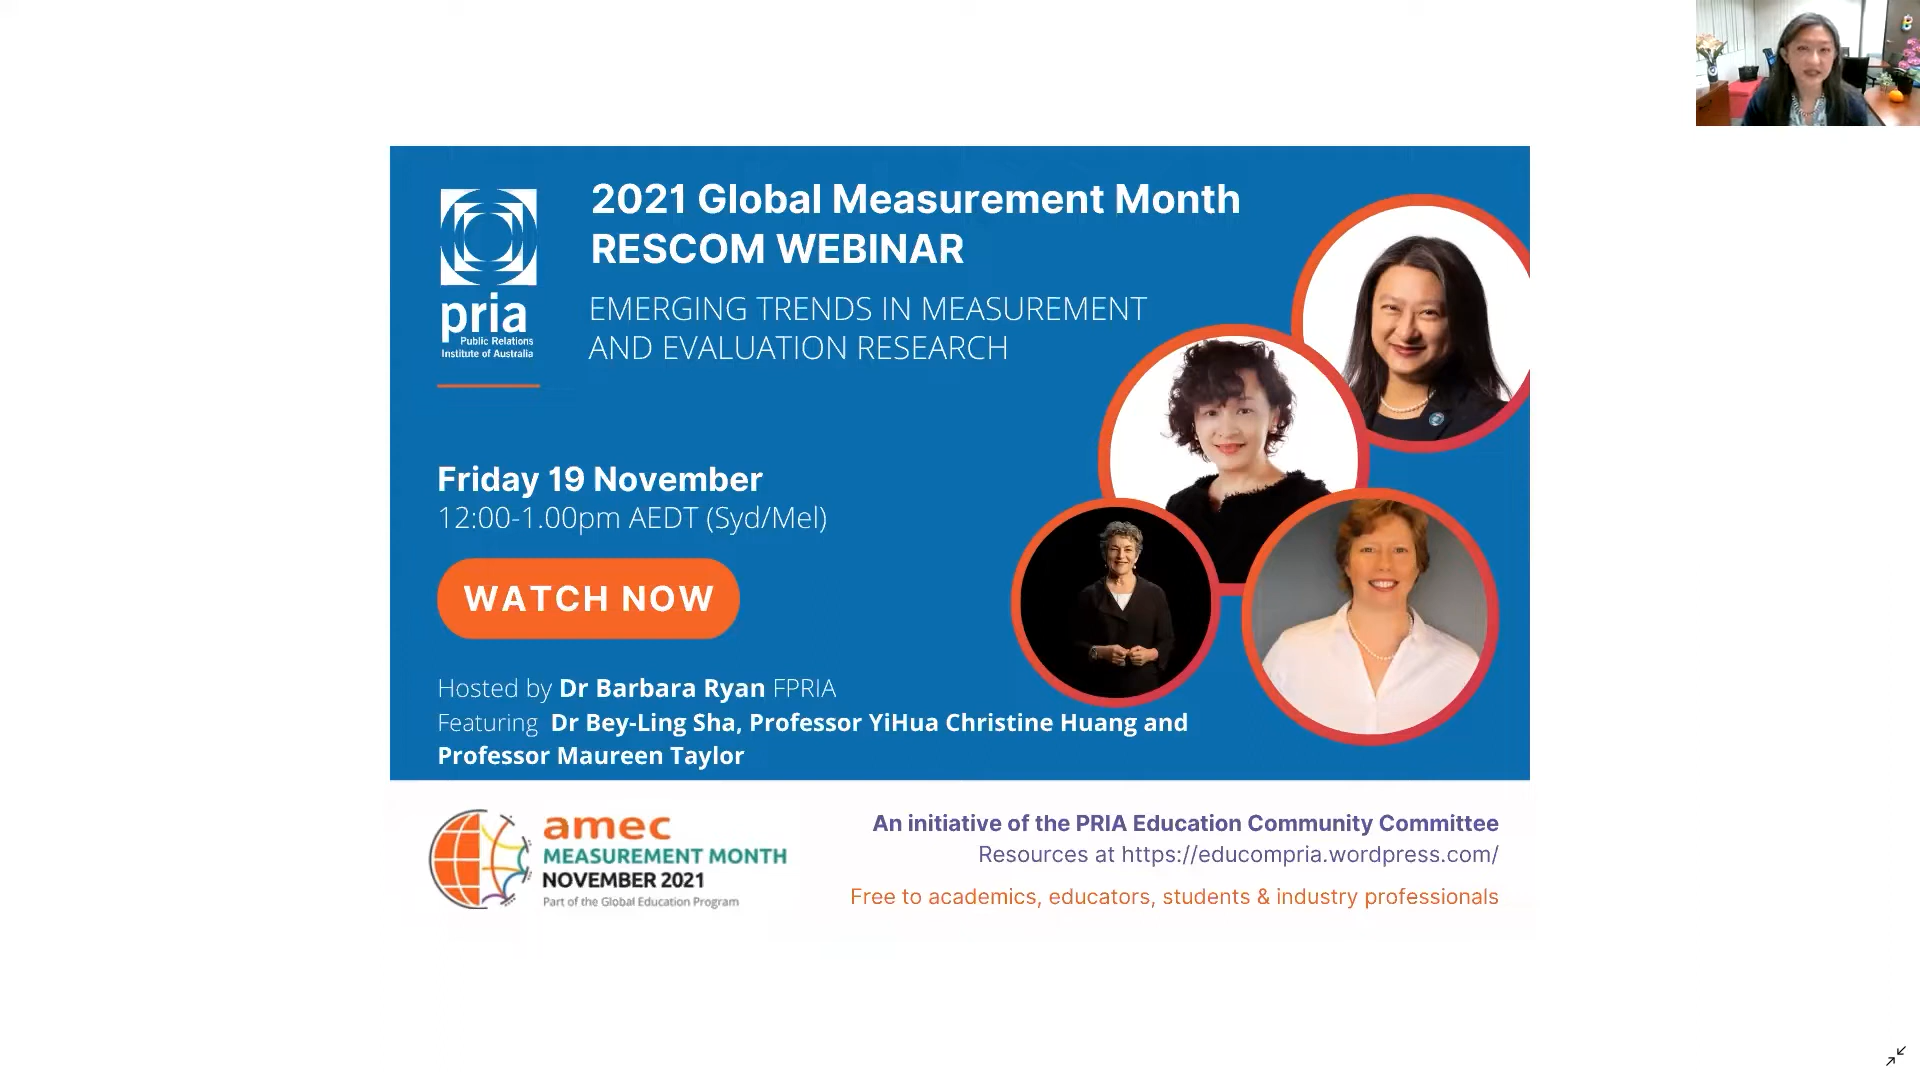 2021 Global Measurement Month
RESCOM WEBINAR
EMERGING TRENDS IN MEASUREMENT
AND EVALUATION RESEARCH
pria
Public Relations
Institute of Australia
Friday 19 November
12:00-1.00pm AEDT (Syd/Mel)
WATCH NOW
Hosted by Dr Barbara Ryan FPRIA
Featuring Dr Bey-Ling Sha, Professor YiHua Christine Huang and
Professor Maureen Taylor
amec
MEASUREMENT MONTH
NOVEMBER 2021
Part of the Global Education Program
An initiative of the PRIA Education Community Committee
Resources at https://educompria.wordpress.com/
Free to academics, educators, students & industry professionals